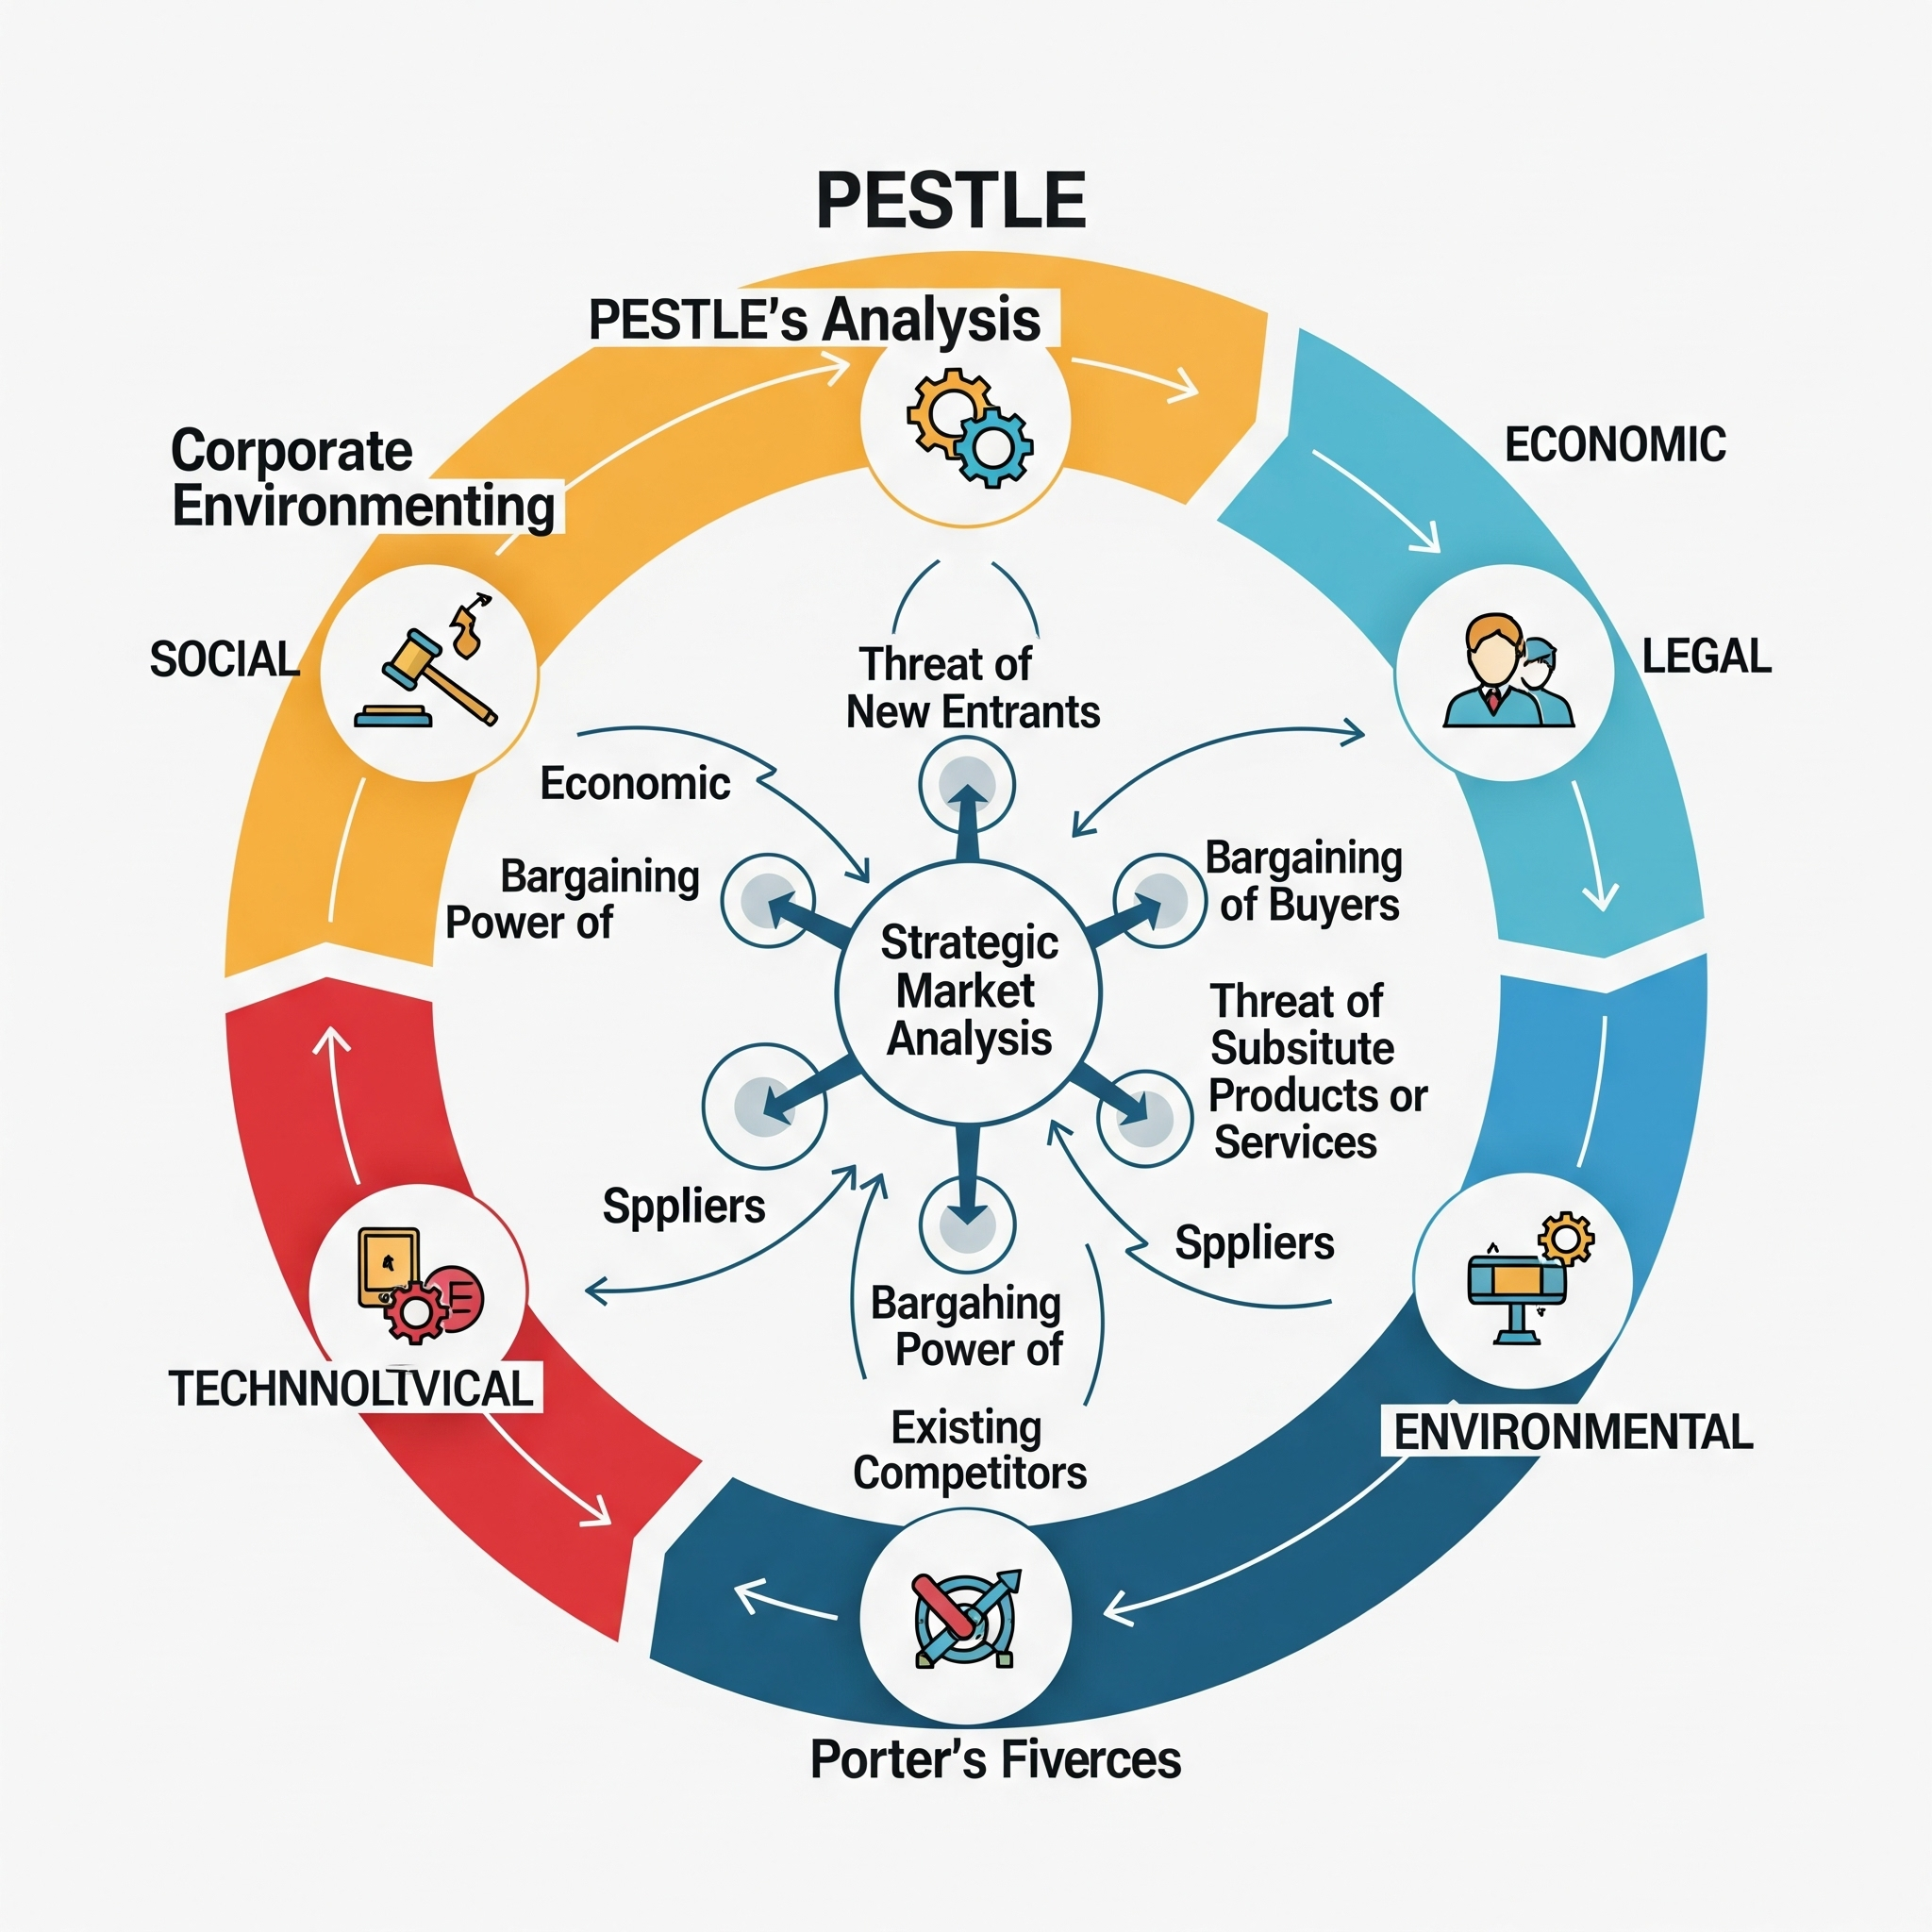 PESTLE
PESTLE's Analysis
Corporate
Environmenting
ECONOMIC
SOCIAL
LEGAL
Threat of
New Entrants
Economic
Bargaining
Power of
Bargaining
of Buyers
Strategic
Market
Analysis
Threat of
Subsitute
Products or
Services
Sppliers
Sppliers
Bargahing
Power of
TECHNNOLTVICAL
Existing
Competitors
ENVIRONMENTAL
Porter's Fiverces